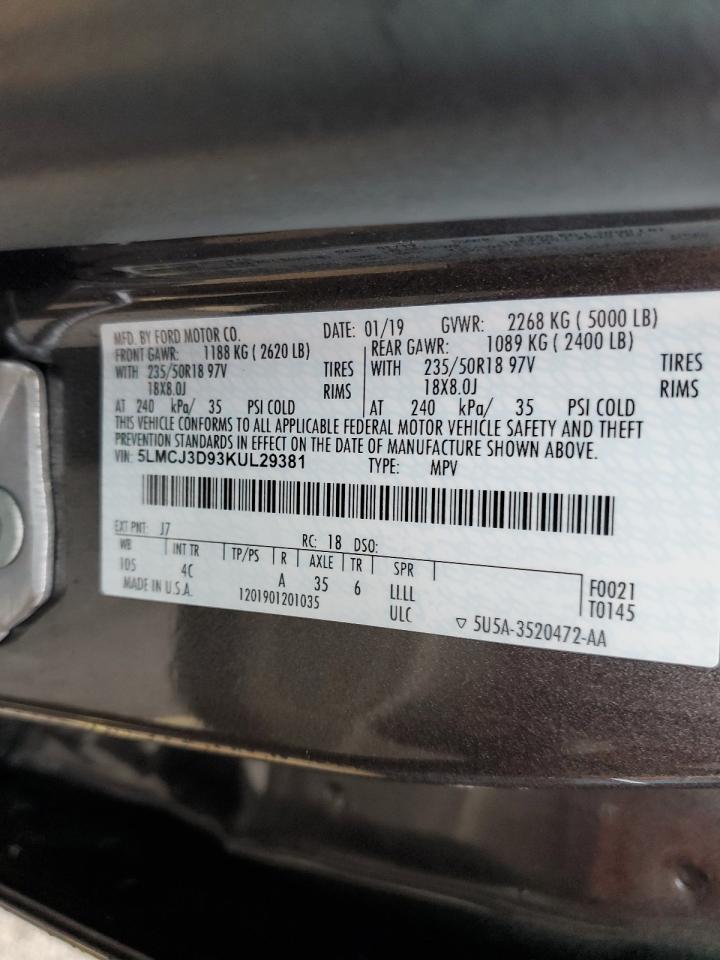 MFD. BY FORD MOTOR CO. DATE: 01/19 GVWR: 2268 KG ( 5000 LB)
FRONT GAWR: 1188 KG ( 2620 LB) REAR GAWR: 1089 KG ( 2400 LB)
WITH 235/50R18 97V TIRES WITH 235/50R18 97V TIRES
18X8.0J RIMS 18X8.0J RIMS
AT 240 kPa/ 35 PSI COLD AT 240 kPa/ 35 PSI COLD
THIS VEHICLE CONFORMS TO ALL APPLICABLE FEDERAL MOTOR VEHICLE SAFETY AND THEFT
PREVENTION STANDARDS IN EFFECT ON THE DATE OF MANUFACTURE SHOWN ABOVE.
VIN: 5LMCJ3D93KUL29381 TYPE: MPV
EXT PNT: J7 RC: 18 DSO:
WB INT TR TP/PS R AXLE TR SPR
105 4C A 35 6 LLLL F0021
MADE IN U.S.A. 1201901201035 ULC T0145
▽ 5U5A-3520472-AA